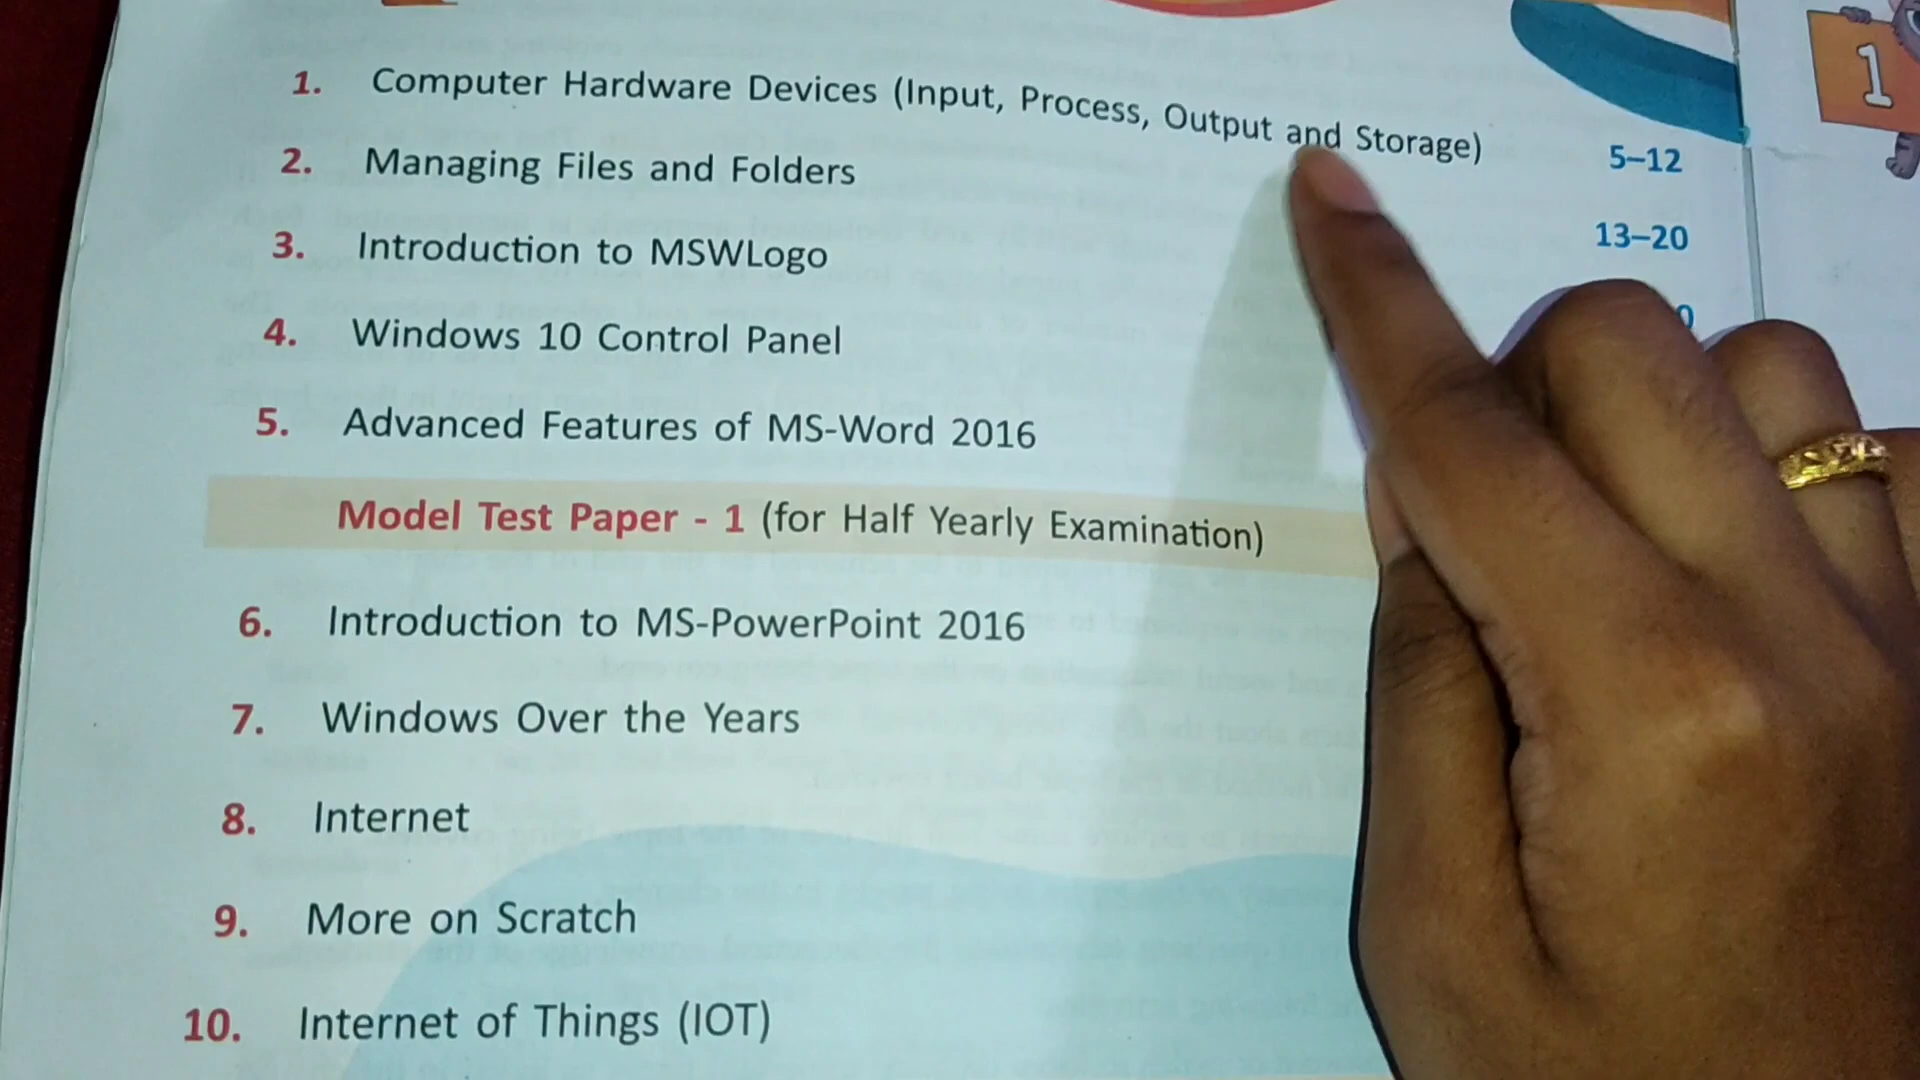 1. Computer Hardware Devices (Input, Process, Output and Storage) 5–12
2. Managing Files and Folders 13–20
3. Introduction to MSWLogo
4. Windows 10 Control Panel
5. Advanced Features of MS-Word 2016
Model Test Paper - 1 (for Half Yearly Examination)
6. Introduction to MS-PowerPoint 2016
7. Windows Over the Years
8. Internet
9. More on Scratch
10. Internet of Things (IOT)
1